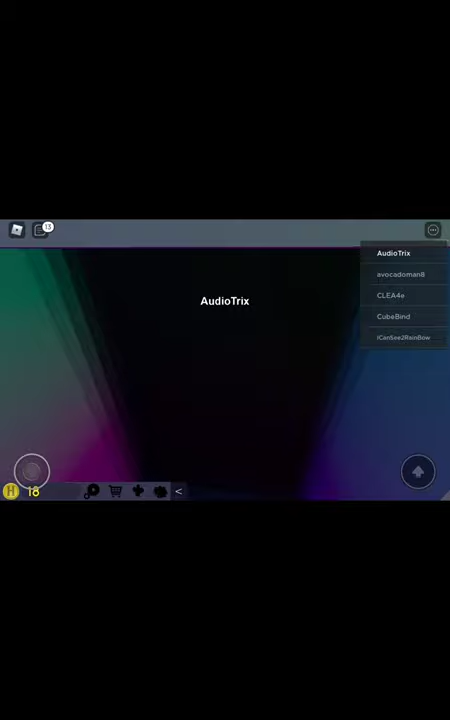 13
AudioTrix
avocadoman8
CLEA4e
CubeBind
iCanSee2RainBow
AudioTrix
H 18
<